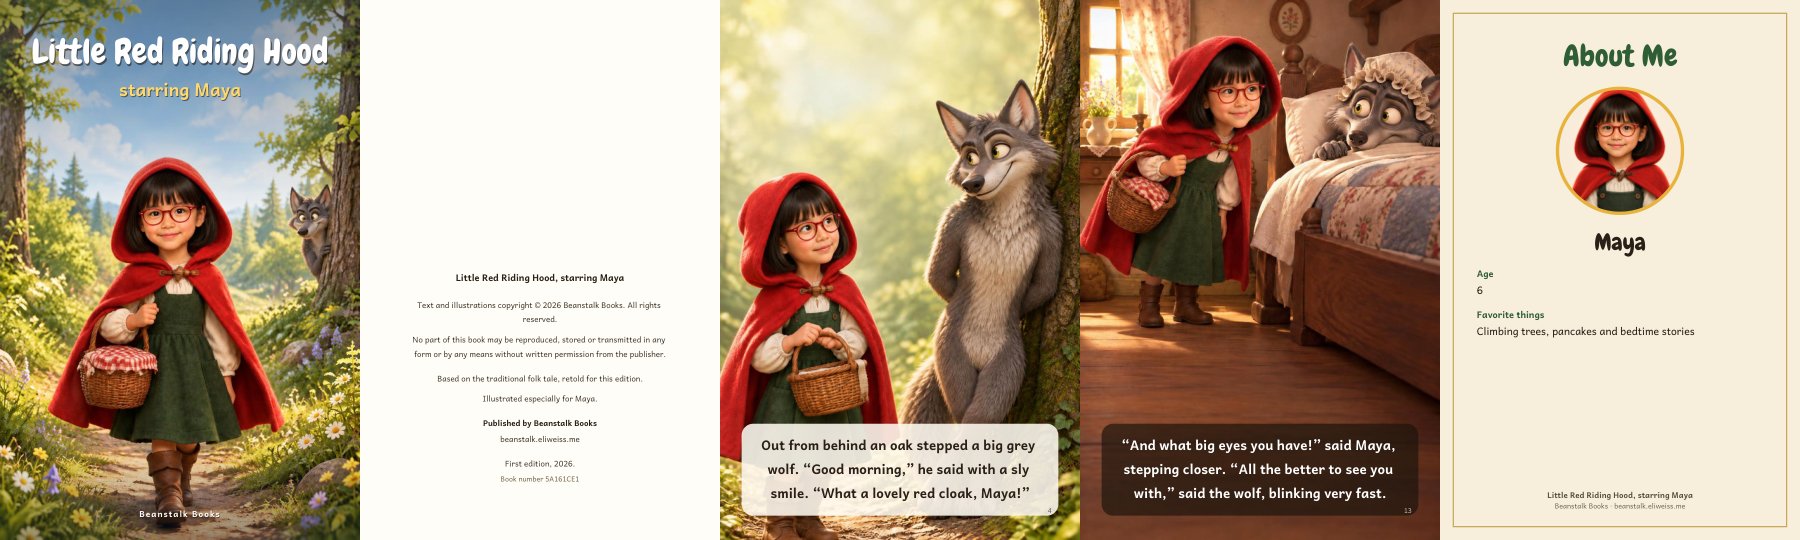 Little Red Riding Hood
starring Maya
Beanstalk Books
Little Red Riding Hood, starring Maya
Text and illustrations copyright © 2026 Beanstalk Books. All rights
reserved.
No part of this book may be reproduced, stored or transmitted in any
form or by any means without written permission from the publisher.
Based on the traditional folk tale, retold for this edition.
Illustrated especially for Maya.
Published by Beanstalk Books
beanstalk.eliweiss.me
First edition, 2026.
Book number 5A161CE1
Out from behind an oak stepped a big grey
wolf. “Good morning,” he said with a sly
smile. “What a lovely red cloak, Maya!”
4
“And what big eyes you have!” said Maya,
stepping closer. “All the better to see you
with,” said the wolf, blinking very fast.
13
About Me
Maya
Age
6
Favorite things
Climbing trees, pancakes and bedtime stories
Little Red Riding Hood, starring Maya
Beanstalk Books · beanstalk.eliweiss.me